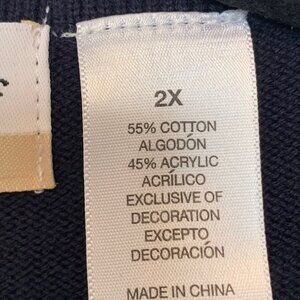 2X
55% COTTON
ALGODÓN
45% ACRYLIC
ACRÍLICO
EXCLUSIVE OF
DECORATION
EXCEPTO
DECORACIÓN
MADE IN CHINA